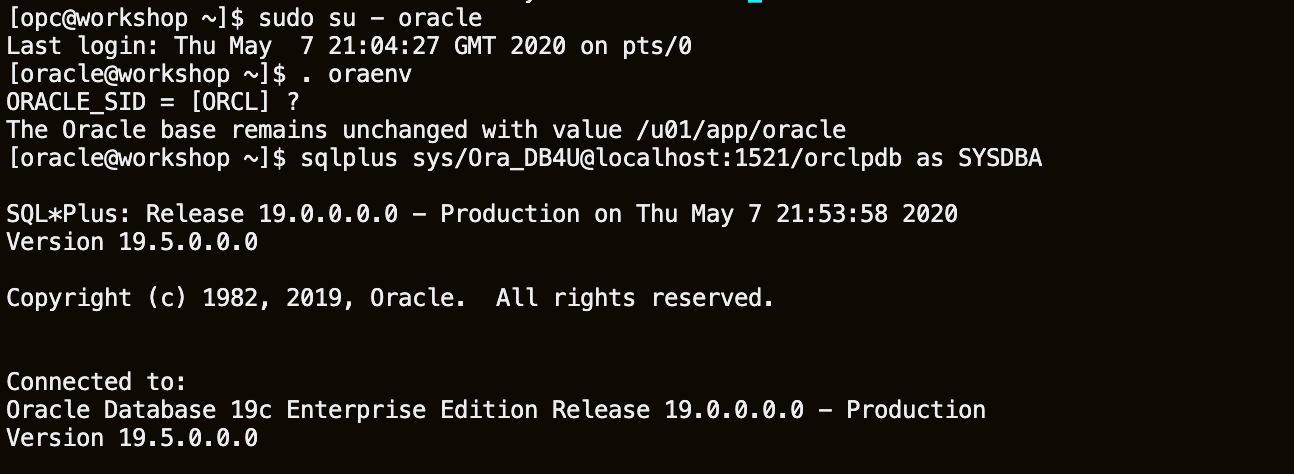 [opc@workshop ~]$ sudo su - oracle
Last login: Thu May  7 21:04:27 GMT 2020 on pts/0
[oracle@workshop ~]$ . oraenv
ORACLE_SID = [ORCL] ?
The Oracle base remains unchanged with value /u01/app/oracle
[oracle@workshop ~]$ sqlplus sys/Ora_DB4U@localhost:1521/orclpdb as SYSDBA
SQL*Plus: Release 19.0.0.0.0 - Production on Thu May 7 21:53:58 2020
Version 19.5.0.0.0
Copyright (c) 1982, 2019, Oracle.  All rights reserved.
Connected to:
Oracle Database 19c Enterprise Edition Release 19.0.0.0.0 - Production
Version 19.5.0.0.0